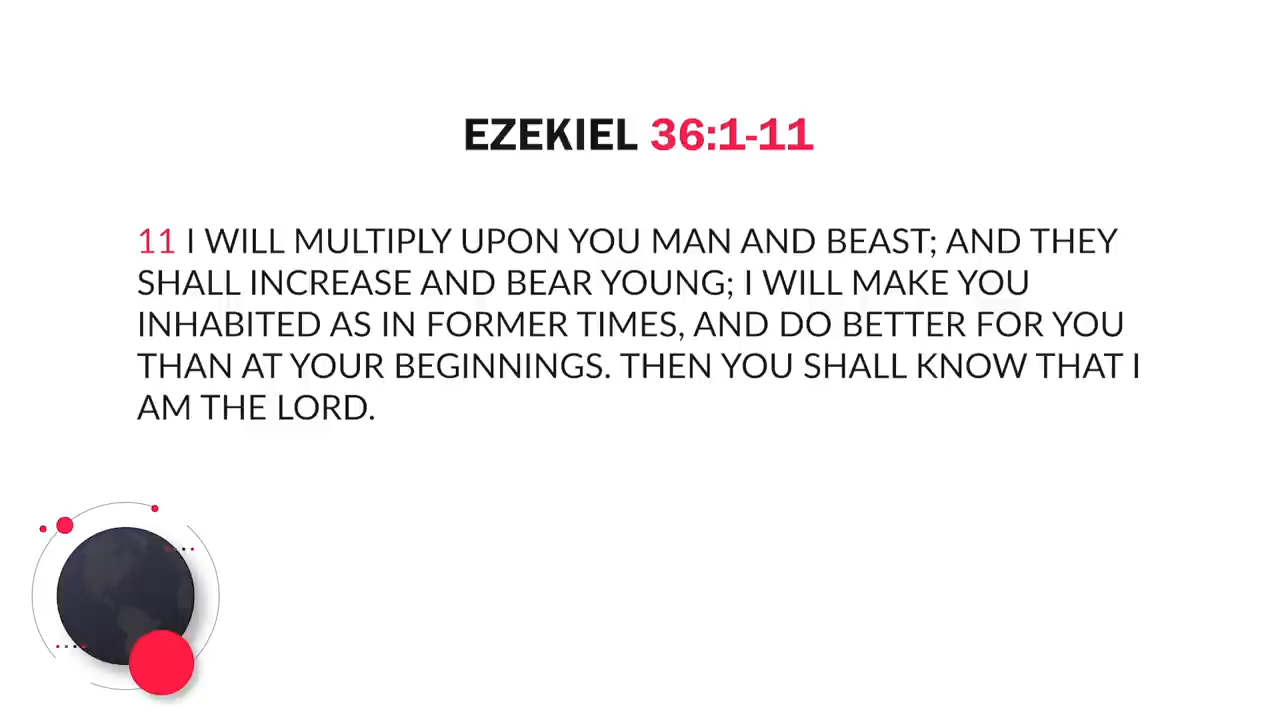 EZEKIEL 36:1-11
11 I WILL MULTIPLY UPON YOU MAN AND BEAST; AND THEY
SHALL INCREASE AND BEAR YOUNG; I WILL MAKE YOU
INHABITED AS IN FORMER TIMES, AND DO BETTER FOR YOU
THAN AT YOUR BEGINNINGS. THEN YOU SHALL KNOW THAT I
AM THE LORD.